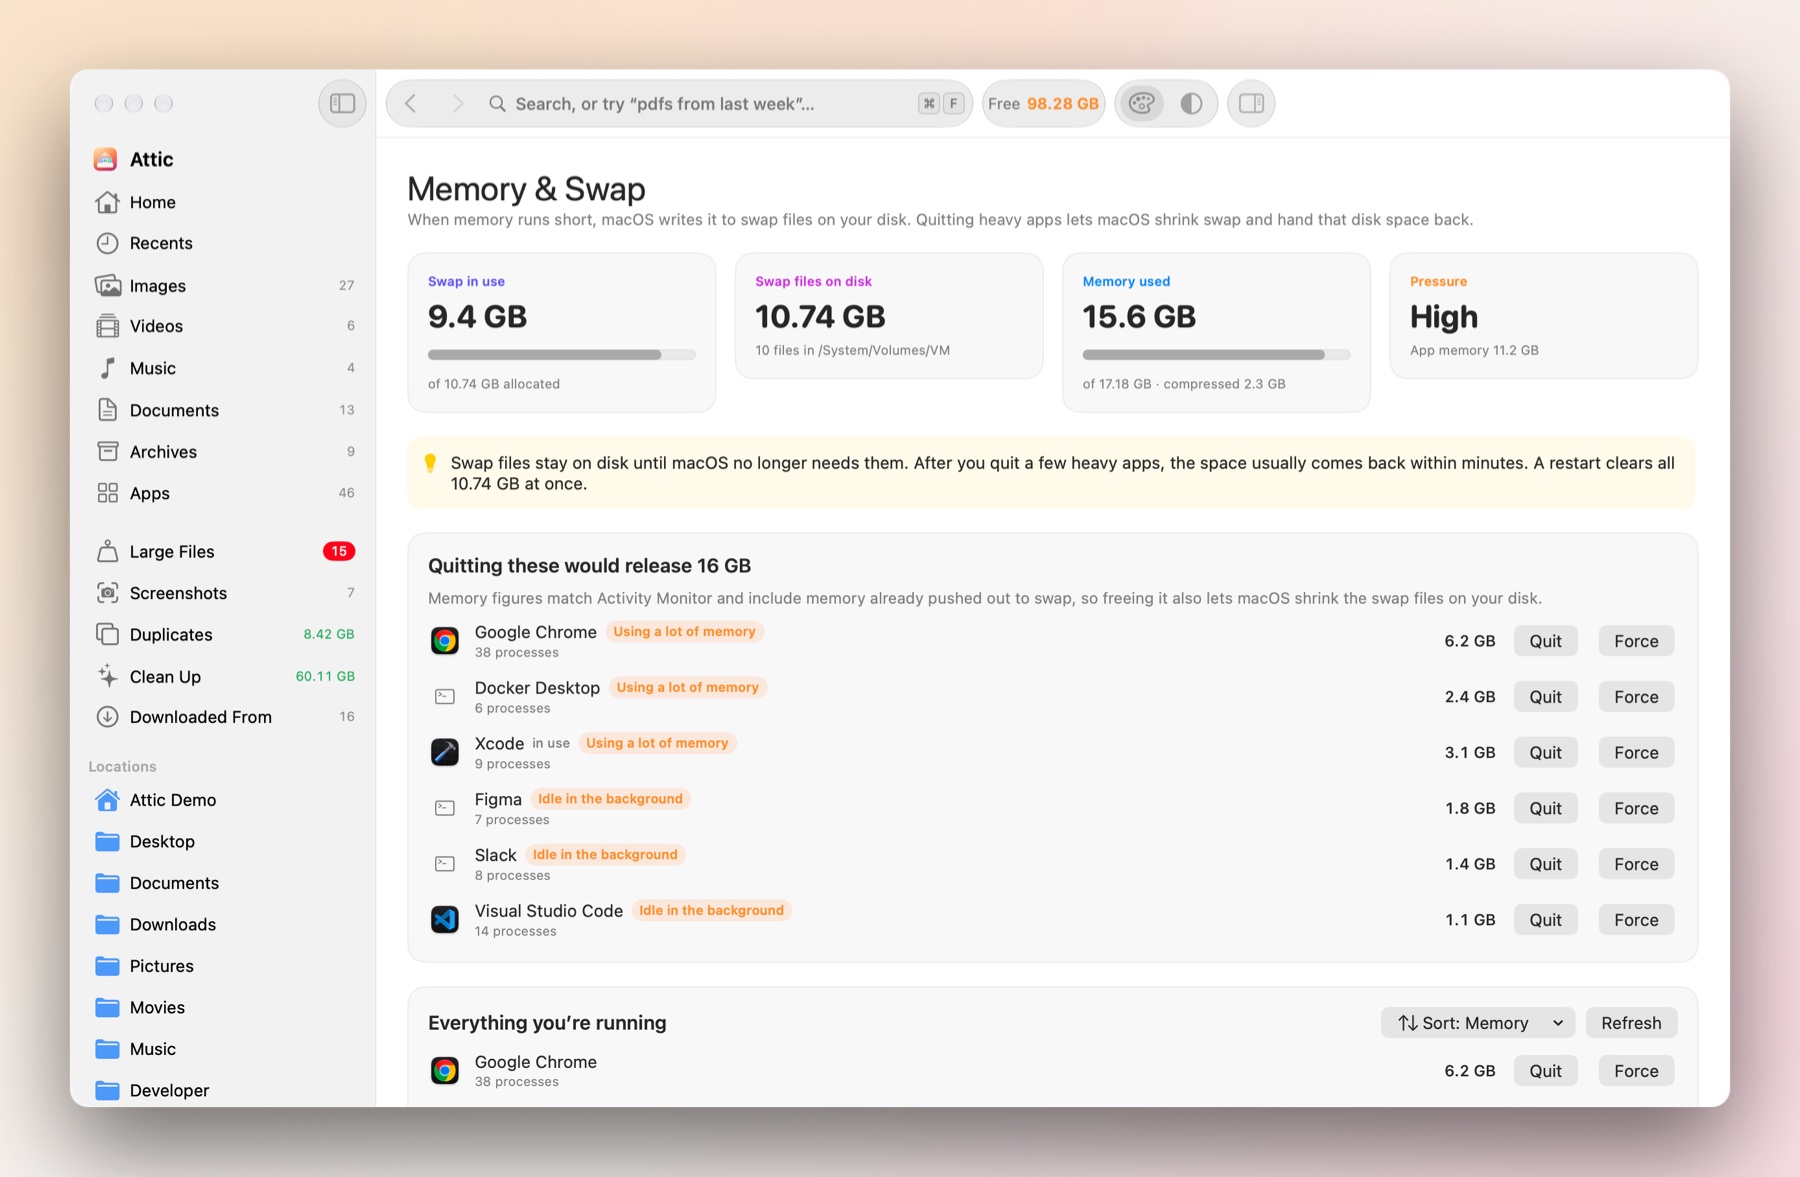 Search, or try “pdfs from last week”...
⌘ F
Free 98.28 GB
Attic
Home
Recents
Images 27
Videos 6
Music 4
Documents 13
Archives 9
Apps 46
Large Files 15
Screenshots 7
Duplicates 8.42 GB
Clean Up 60.11 GB
Downloaded From 16
Locations
Attic Demo
Desktop
Documents
Downloads
Pictures
Movies
Music
Developer
Memory & Swap
When memory runs short, macOS writes it to swap files on your disk. Quitting heavy apps lets macOS shrink swap and hand that disk space back.
Swap in use
9.4 GB
of 10.74 GB allocated
Swap files on disk
10.74 GB
10 files in /System/Volumes/VM
Memory used
15.6 GB
of 17.18 GB · compressed 2.3 GB
Pressure
High
App memory 11.2 GB
Swap files stay on disk until macOS no longer needs them. After you quit a few heavy apps, the space usually comes back within minutes. A restart clears all
10.74 GB at once.
Quitting these would release 16 GB
Memory figures match Activity Monitor and include memory already pushed out to swap, so freeing it also lets macOS shrink the swap files on your disk.
Google Chrome Using a lot of memory
38 processes
6.2 GB Quit Force
Docker Desktop Using a lot of memory
6 processes
2.4 GB Quit Force
Xcode in use Using a lot of memory
9 processes
3.1 GB Quit Force
Figma Idle in the background
7 processes
1.8 GB Quit Force
Slack Idle in the background
8 processes
1.4 GB Quit Force
Visual Studio Code Idle in the background
14 processes
1.1 GB Quit Force
Everything you’re running
Sort: Memory
Refresh
Google Chrome
38 processes
6.2 GB Quit Force